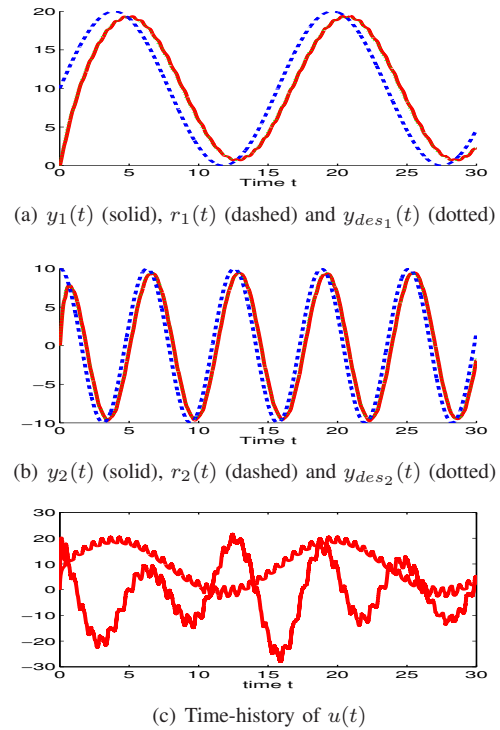 20
15
10
5
0
0 5 10 15 20 25 30
Time t
(a) y1(t) (solid), r1(t) (dashed) and ydes1(t) (dotted)
10
5
0
−5
−10
0 5 10 15 20 25 30
Time t
(b) y2(t) (solid), r2(t) (dashed) and ydes2(t) (dotted)
30
20
10
0
−10
−20
−30
0 5 10 15 20 25 30
time t
(c) Time-history of u(t)